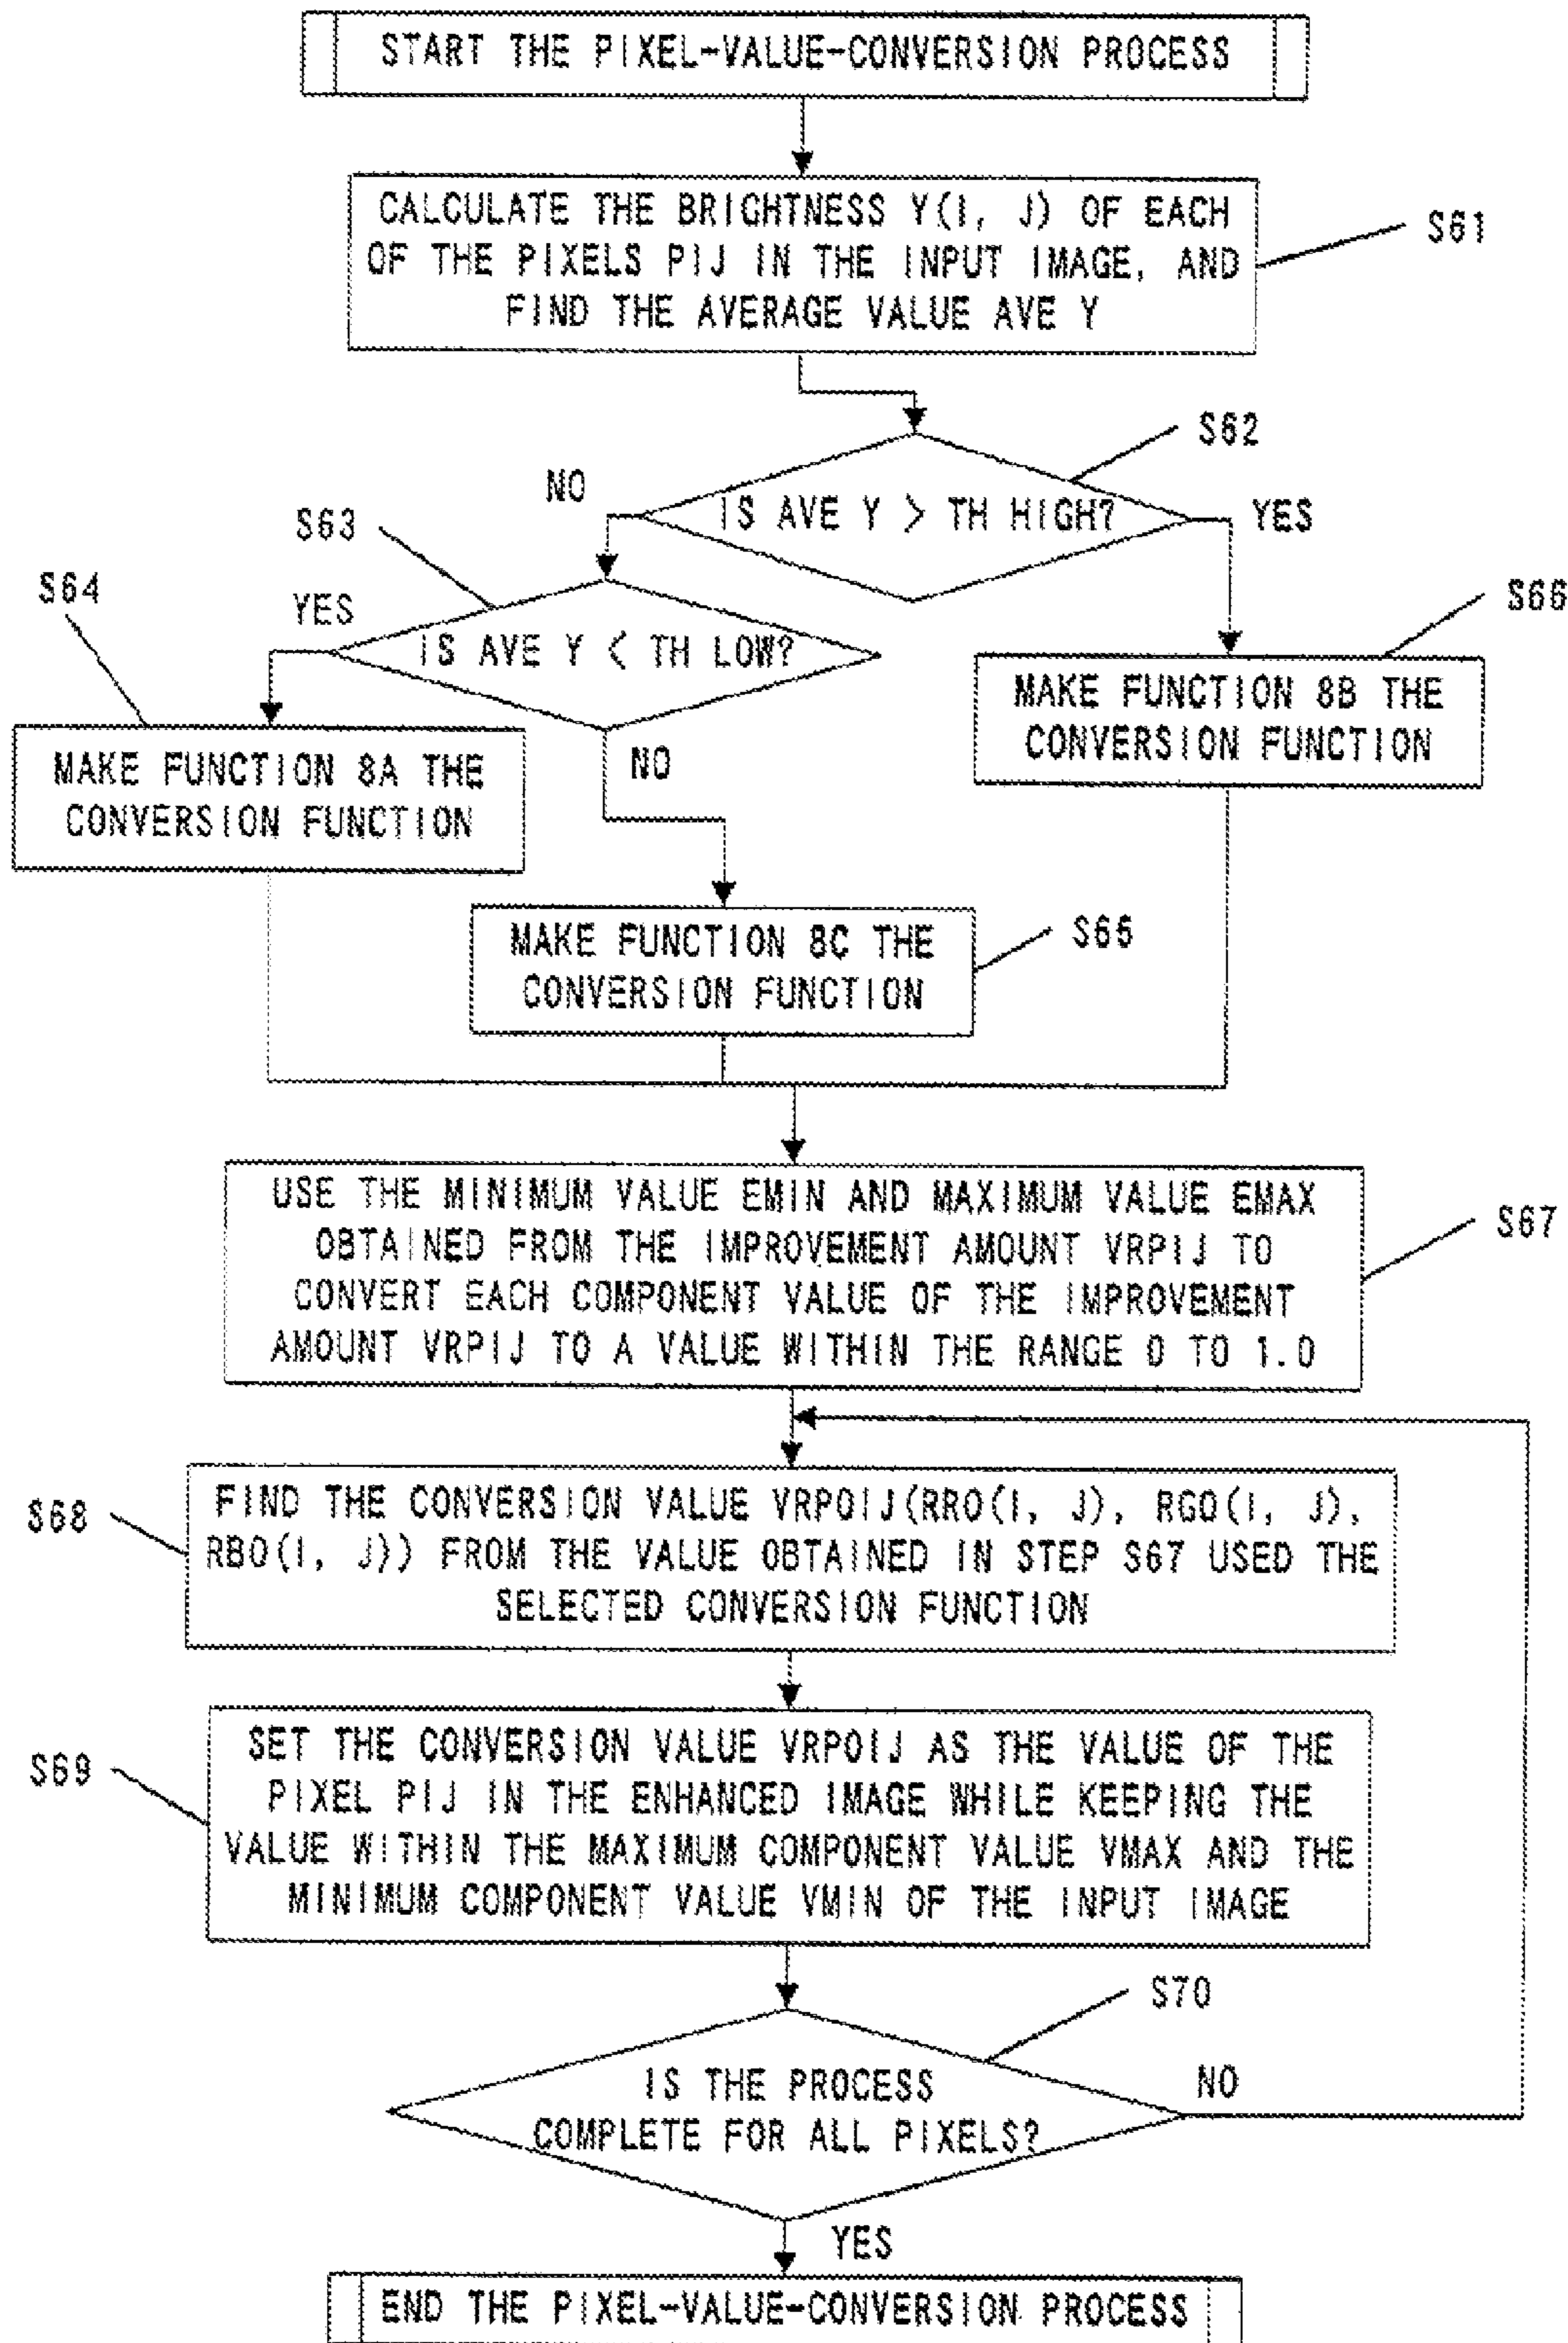 START THE PIXEL-VALUE-CONVERSION PROCESS
CALCULATE THE BRIGHTNESS Y(I, J) OF EACH
OF THE PIXELS PIJ IN THE INPUT IMAGE, AND
FIND THE AVERAGE VALUE AVE Y
S61
S62
NO
IS AVE Y > TH HIGH?
YES
S63
S64
YES
IS AVE Y < TH LOW?
S66
MAKE FUNCTION 8B THE
CONVERSION FUNCTION
MAKE FUNCTION 8A THE
CONVERSION FUNCTION
NO
MAKE FUNCTION 8C THE
CONVERSION FUNCTION
S65
USE THE MINIMUM VALUE EMIN AND MAXIMUM VALUE EMAX
OBTAINED FROM THE IMPROVEMENT AMOUNT VRPIJ TO
CONVERT EACH COMPONENT VALUE OF THE IMPROVEMENT
AMOUNT VRPIJ TO A VALUE WITHIN THE RANGE 0 TO 1.0
S67
S68
FIND THE CONVERSION VALUE VRPOIJ(RRO(I, J), RGO(I, J),
RBO(I, J)) FROM THE VALUE OBTAINED IN STEP S67 USED THE
SELECTED CONVERSION FUNCTION
S69
SET THE CONVERSION VALUE VRPOIJ AS THE VALUE OF THE
PIXEL PIJ IN THE ENHANCED IMAGE WHILE KEEPING THE
VALUE WITHIN THE MAXIMUM COMPONENT VALUE VMAX AND THE
MINIMUM COMPONENT VALUE VMIN OF THE INPUT IMAGE
S70
IS THE PROCESS
COMPLETE FOR ALL PIXELS?
NO
YES
END THE PIXEL-VALUE-CONVERSION PROCESS